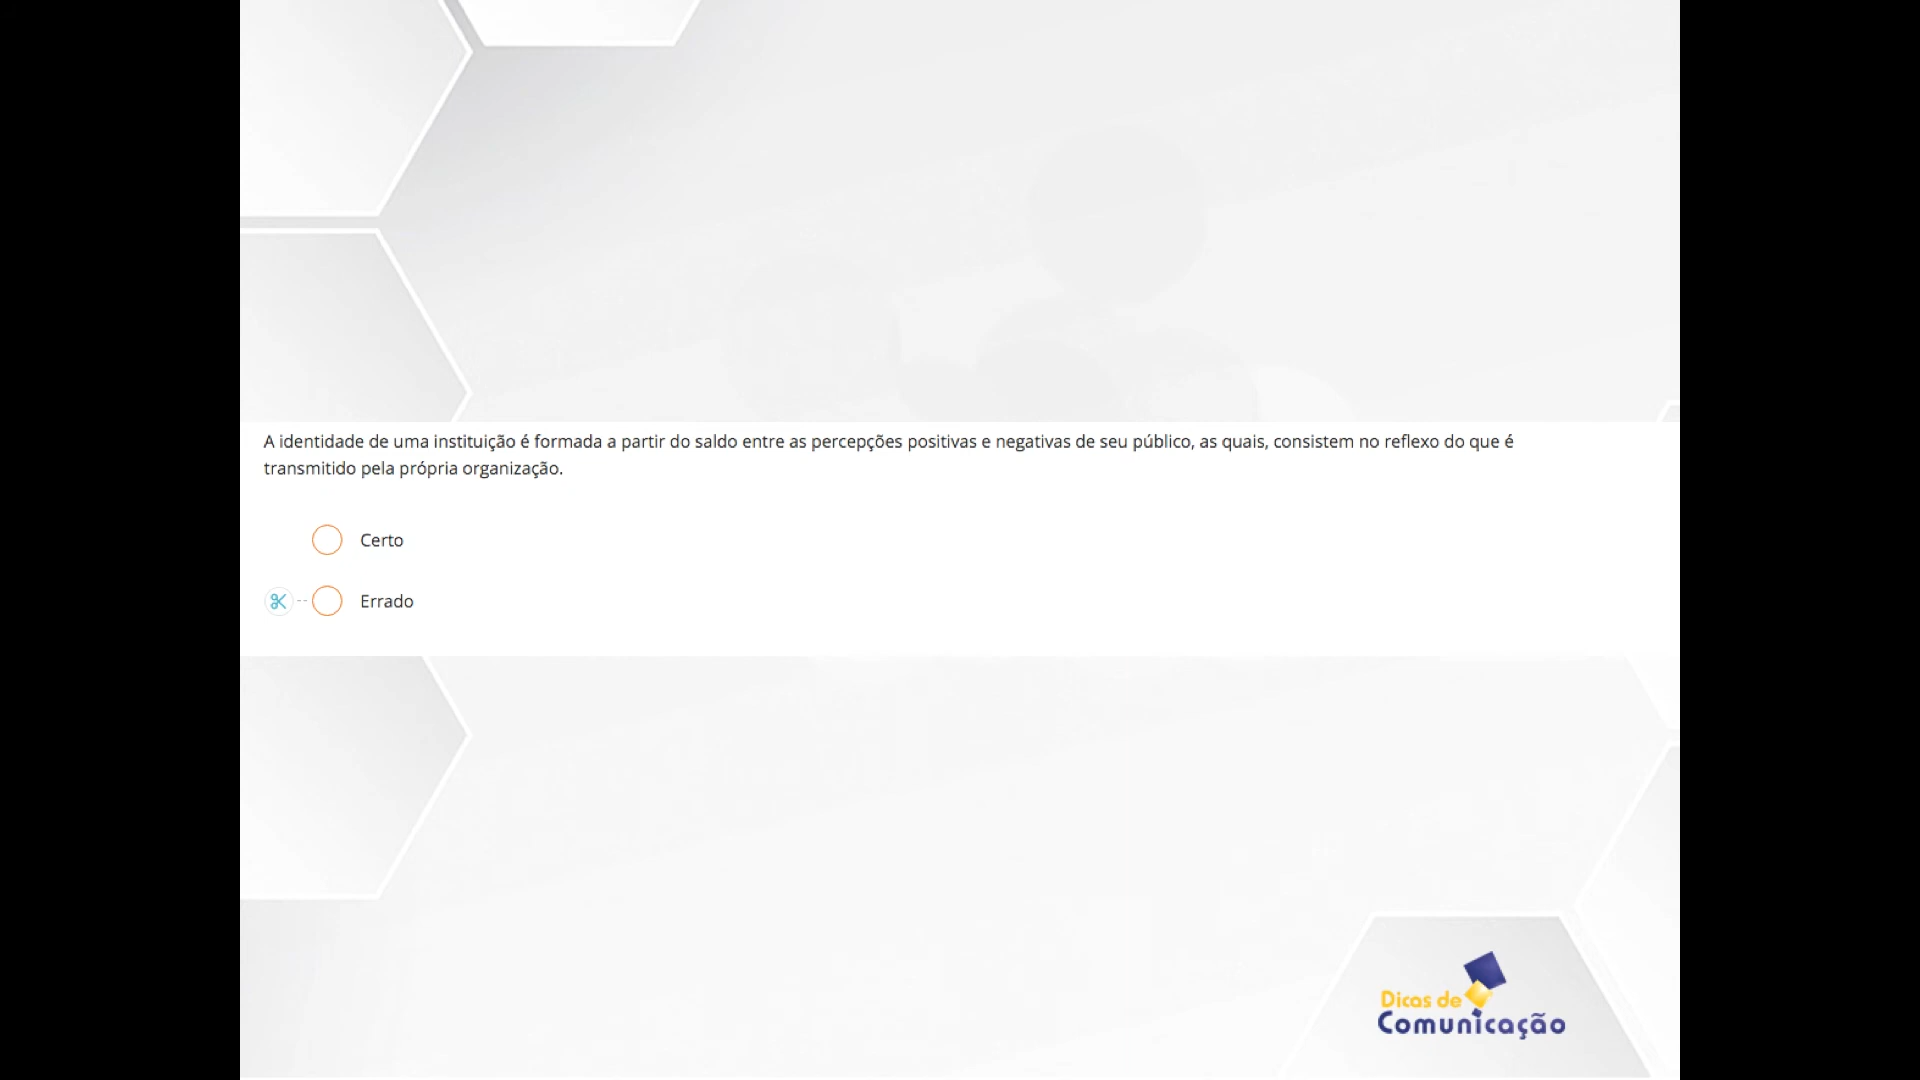 A identidade de uma instituição é formada a partir do saldo entre as percepções positivas e negativas de seu público, as quais, consistem no reflexo do que é
transmitido pela própria organização.
Certo
Errado
Dicas de
Comunicação